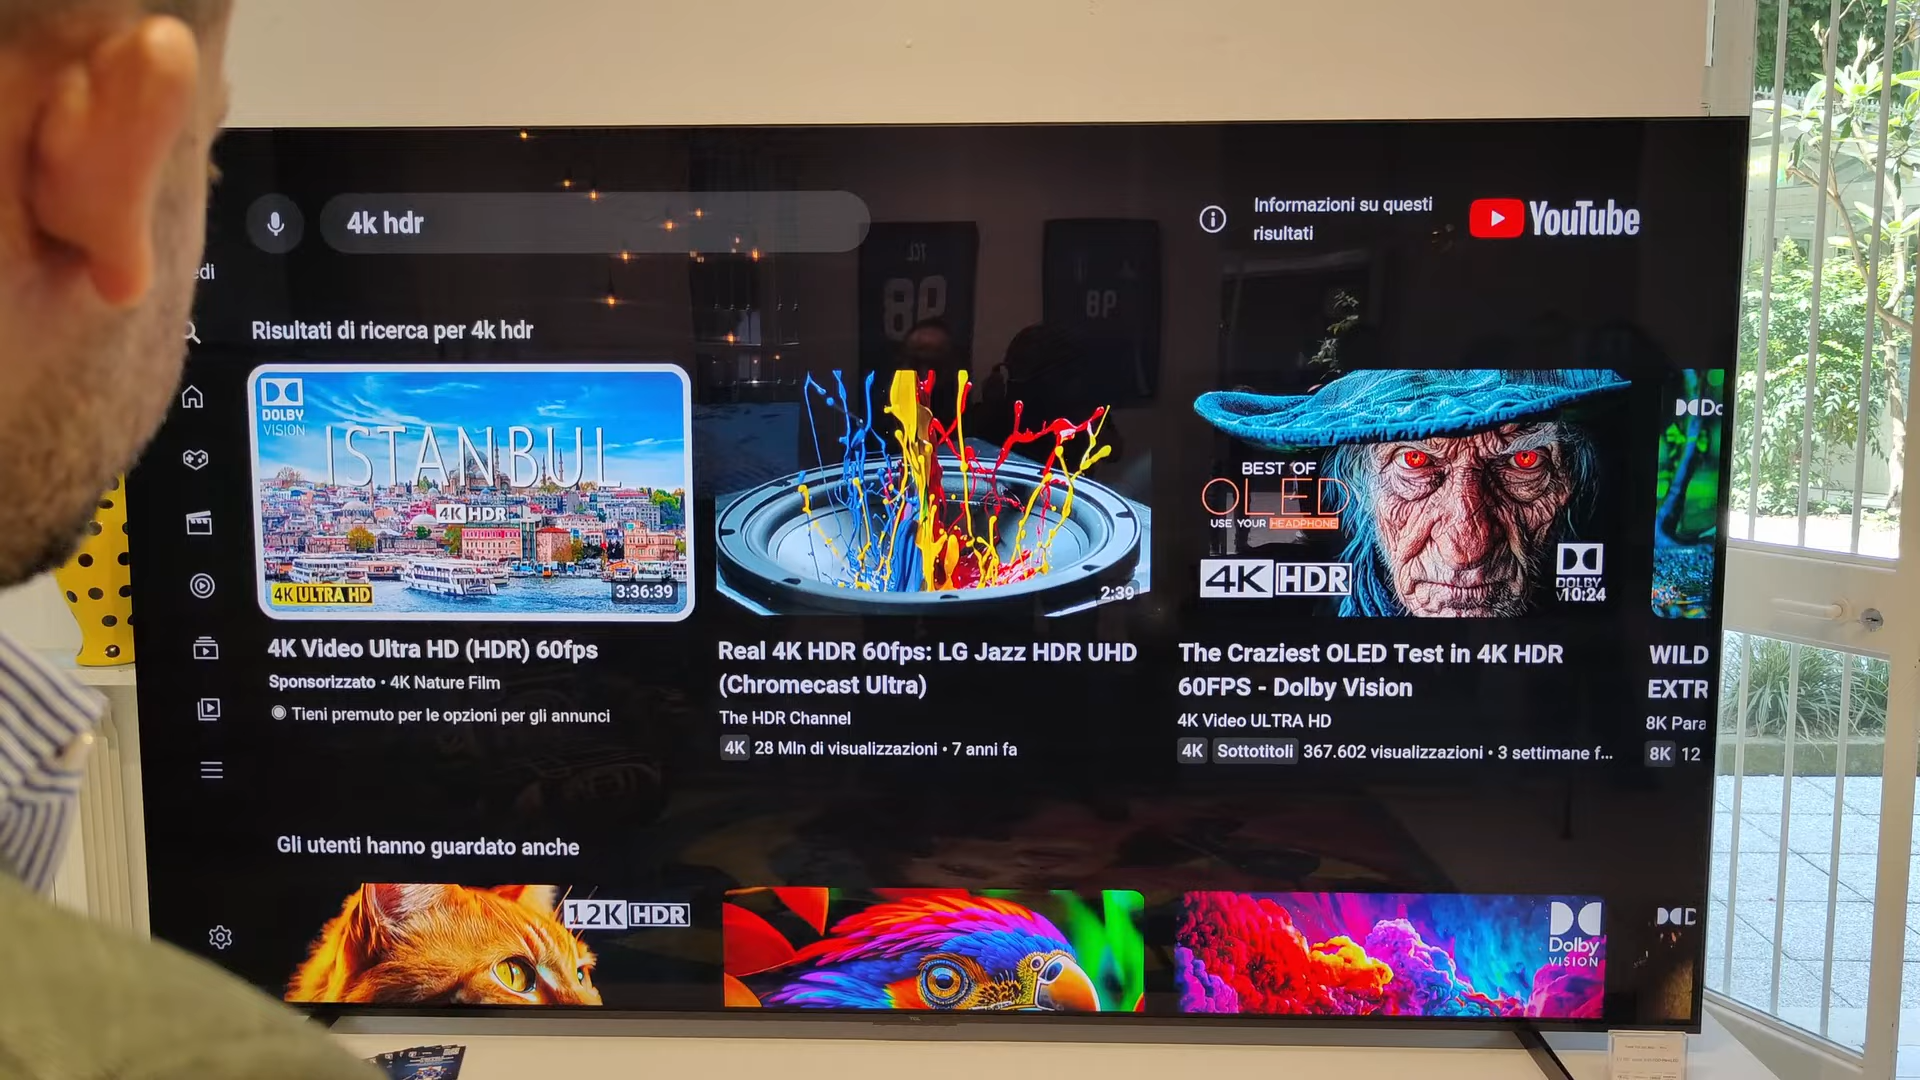 4k hdr
Informazioni su questi
risultati
YouTube
edi
Risultati di ricerca per 4k hdr
DOLBY
VISION
ISTANBUL
4K HDR
4K ULTRA HD
3:36:39
4K Video Ultra HD (HDR) 60fps
Sponsorizzato • 4K Nature Film
Tieni premuto per le opzioni per gli annunci
2:39
Real 4K HDR 60fps: LG Jazz HDR UHD
(Chromecast Ultra)
The HDR Channel
4K 28 Mln di visualizzazioni • 7 anni fa
BEST OF
OLED
USE YOUR HEADPHONE
4K HDR
DOLBY
10:24
The Craziest OLED Test in 4K HDR
60FPS - Dolby Vision
4K Video ULTRA HD
4K Sottotitoli 367.602 visualizzazioni • 3 settimane f...
Do
WILD
EXTR
8K Para
8K 12
Gli utenti hanno guardato anche
12K HDR
Dolby
VISION
TCL